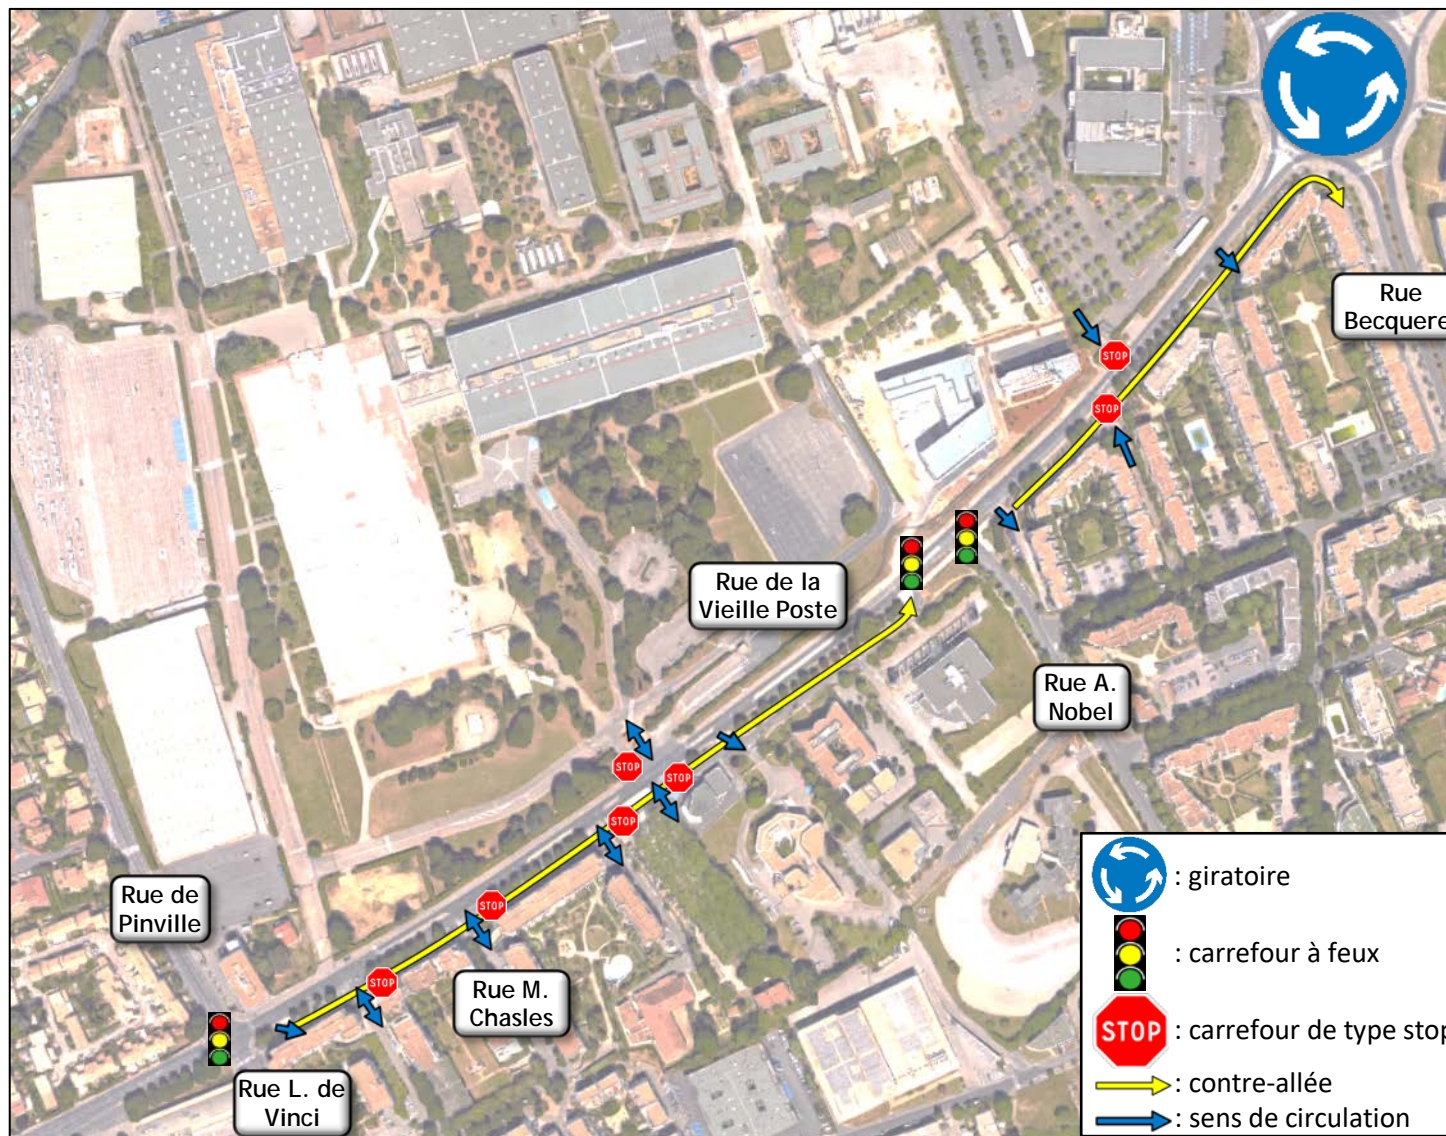 Rue
Becquere
STOP
STOP
Rue de la
Vieille Poste
Rue A.
Nobel
STOP
STOP
STOP
Rue de
Pinville
STOP
STOP
Rue M.
Chasles
Rue L. de
Vinci
: giratoire
: carrefour à feux
STOP : carrefour de type stop
: contre-allée
: sens de circulation